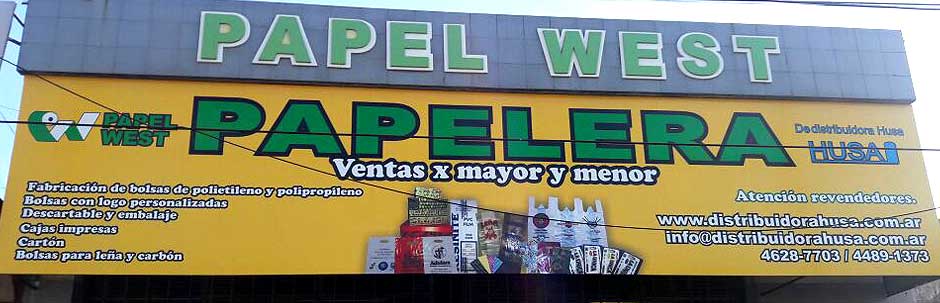 PAPEL WEST
PAPEL
WEST
PAPELERA
Dedistribuidora Husa
HUSA
Ventas x mayor y menor
Fabricación de bolsas de polietileno y polipropileno
Bolsas con logo personalizadas
Descartable y embalaje
Cajas impresas
Cartón
Bolsas para leña y carbón
Atención revendedores.
www.distribuidorahusa.com.ar
info@distribuidorahusa.com.ar
4628-7703 / 4489-1373